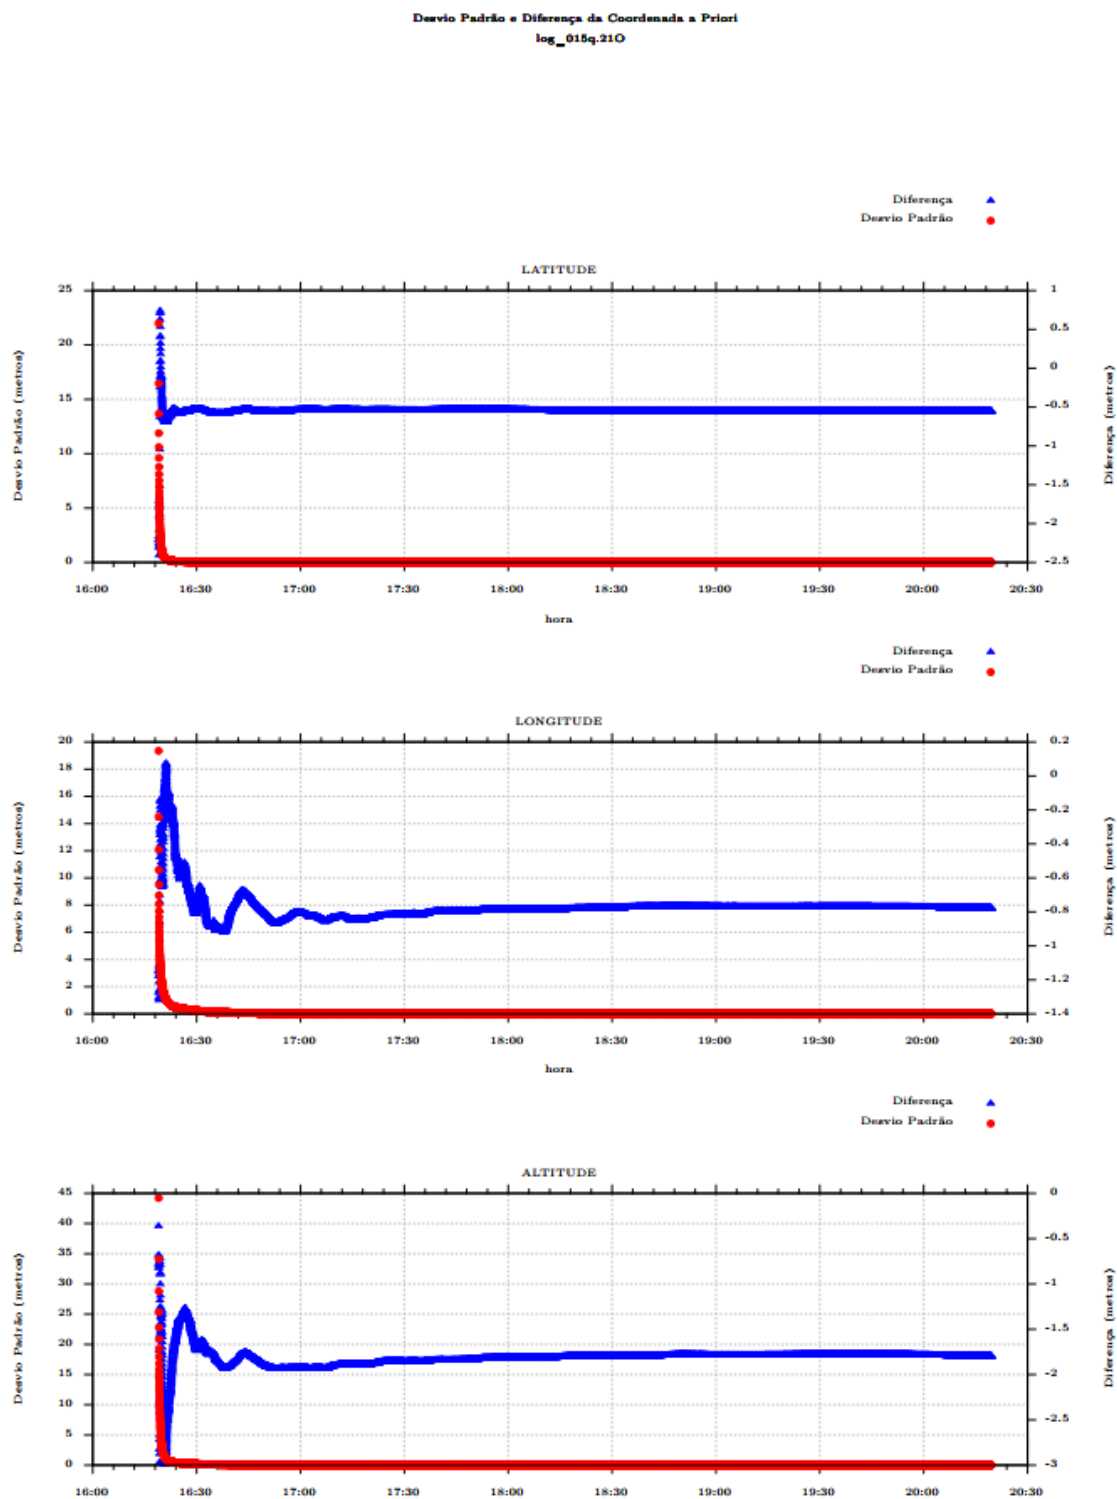 Desvio Padrão e Diferença da Coordenada a Priori
log_015q.21O
Diferença
Desvio Padrão
LATITUDE
25
20
15
10
5
0
1
0.5
0
-0.5
-1
-1.5
-2
-2.5
Desvio Padrão (metros)
Diferença (metros)
16:00 16:30 17:00 17:30 18:00 18:30 19:00 19:30 20:00 20:30
hora
Diferença
Desvio Padrão
LONGITUDE
20
18
16
14
12
10
8
6
4
2
0
0.2
0
-0.2
-0.4
-0.6
-0.8
-1
-1.2
-1.4
Desvio Padrão (metros)
Diferença (metros)
16:00 16:30 17:00 17:30 18:00 18:30 19:00 19:30 20:00 20:30
hora
Diferença
Desvio Padrão
ALTITUDE
45
40
35
30
25
20
15
10
5
0
0
-0.5
-1
-1.5
-2
-2.5
-3
Desvio Padrão (metros)
Diferença (metros)
16:00 16:30 17:00 17:30 18:00 18:30 19:00 19:30 20:00 20:30